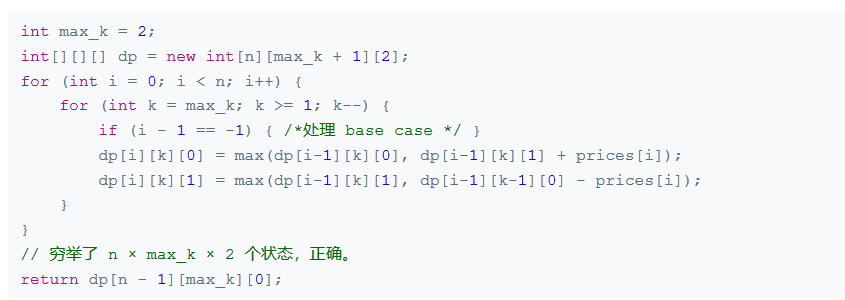 int max_k = 2;
int[][][] dp = new int[n][max_k + 1][2];
for (int i = 0; i < n; i++) {
    for (int k = max_k; k >= 1; k--) {
        if (i - 1 == -1) { /*处理 base case */ }
        dp[i][k][0] = max(dp[i-1][k][0], dp[i-1][k][1] + prices[i]);
        dp[i][k][1] = max(dp[i-1][k][1], dp[i-1][k-1][0] - prices[i]);
    }
}
// 穷举了 n × max_k × 2 个状态，正确。
return dp[n - 1][max_k][0];